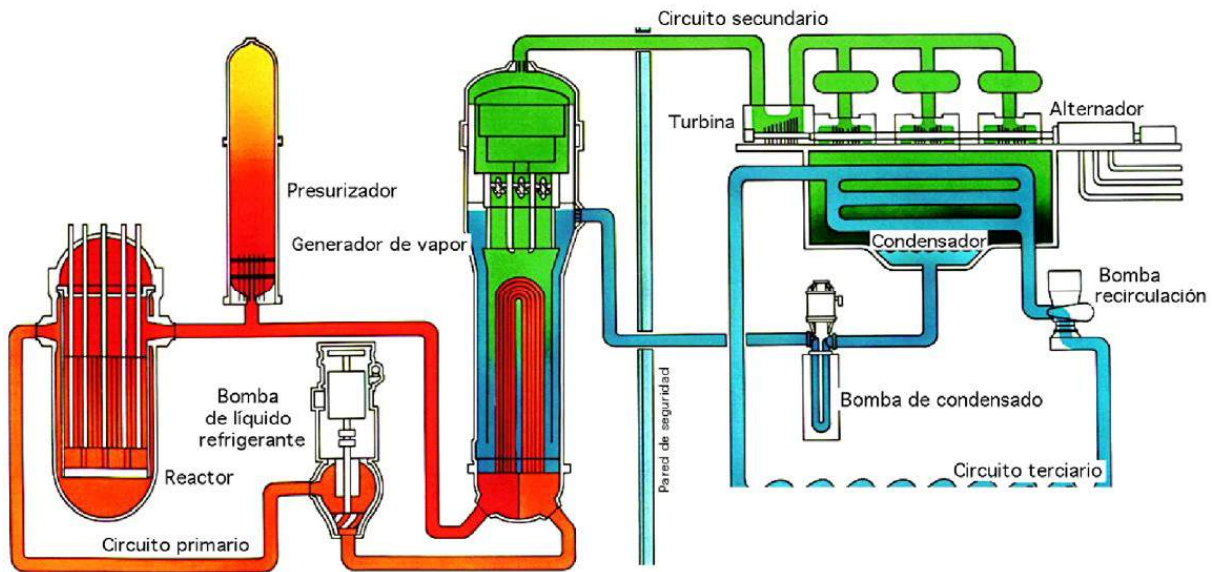 Circuito secundario
Turbina
Alternador
Presurizador
Generador de vapor
Condensador
Bomba
recirculación
Bomba
de líquido
refrigerante
Bomba de condensado
Pared de seguridad
Reactor
Circuito terciario
Circuito primario